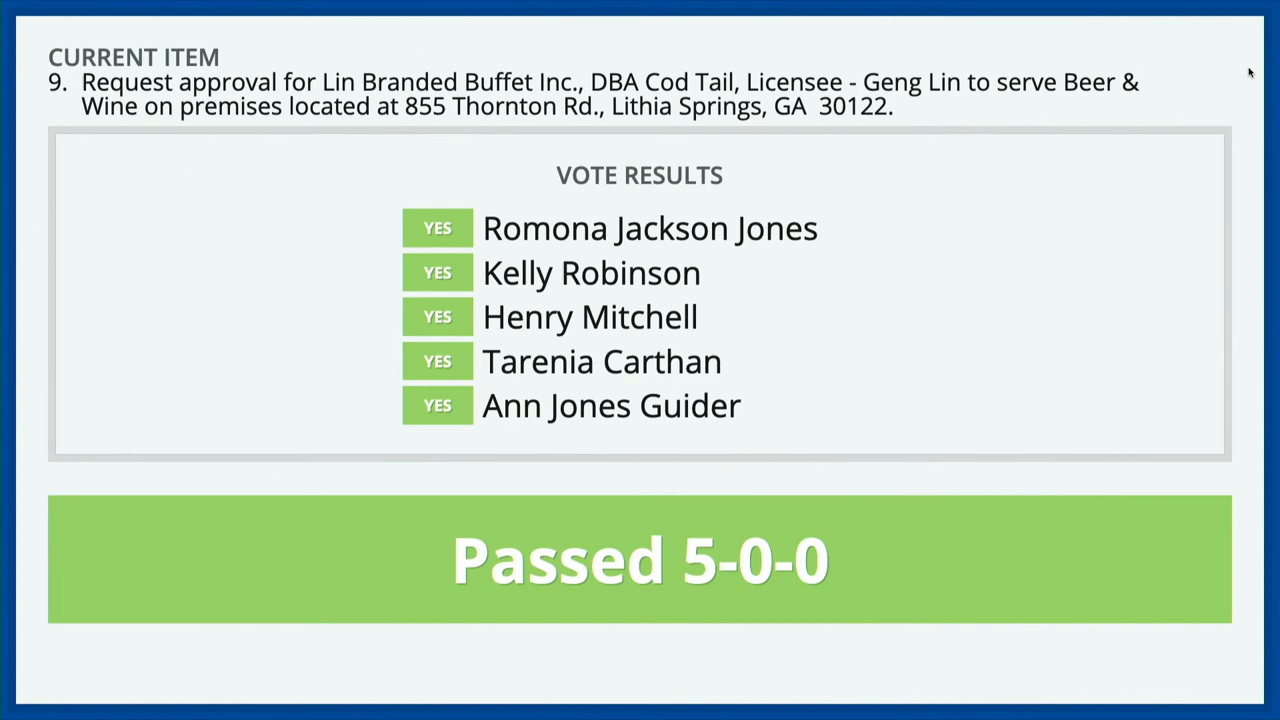 CURRENT ITEM
9. Request approval for Lin Branded Buffet Inc., DBA Cod Tail, Licensee - Geng Lin to serve Beer &
Wine on premises located at 855 Thornton Rd., Lithia Springs, GA 30122.
VOTE RESULTS
YES Romona Jackson Jones
YES Kelly Robinson
YES Henry Mitchell
YES Tarenia Carthan
YES Ann Jones Guider
Passed 5-0-0